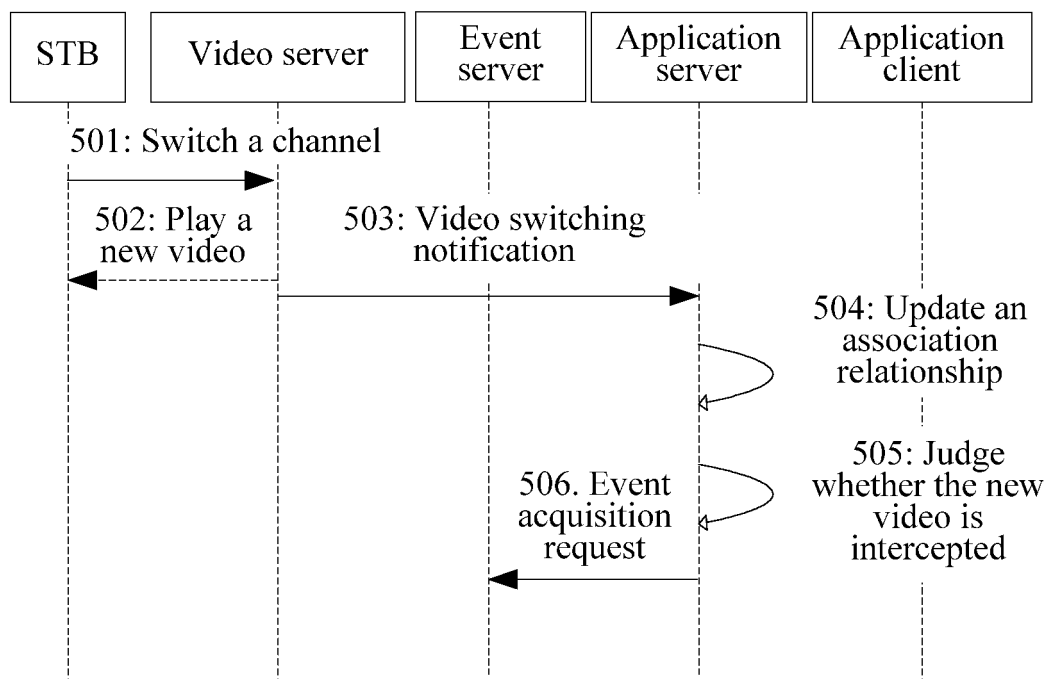 STB
Video server
Event
server
Application
server
Application
client
501: Switch a channel
502: Play a
new video
503: Video switching
notification
504: Update an
association
relationship
505: Judge
whether the new
video is
intercepted
506. Event
acquisition
request